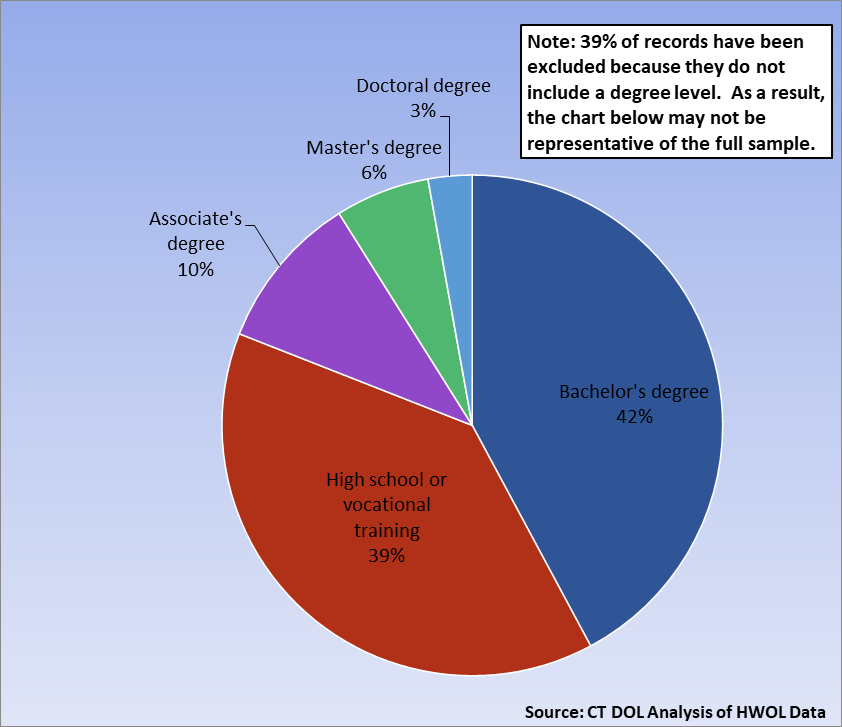 Note: 39% of records have been
excluded because they do not
include a degree level.  As a result,
the chart below may not be
representative of the full sample.
Doctoral degree
3%
Master's degree
6%
Associate's
degree
10%
Bachelor's degree
42%
High school or
vocational
training
39%
Source: CT DOL Analysis of HWOL Data